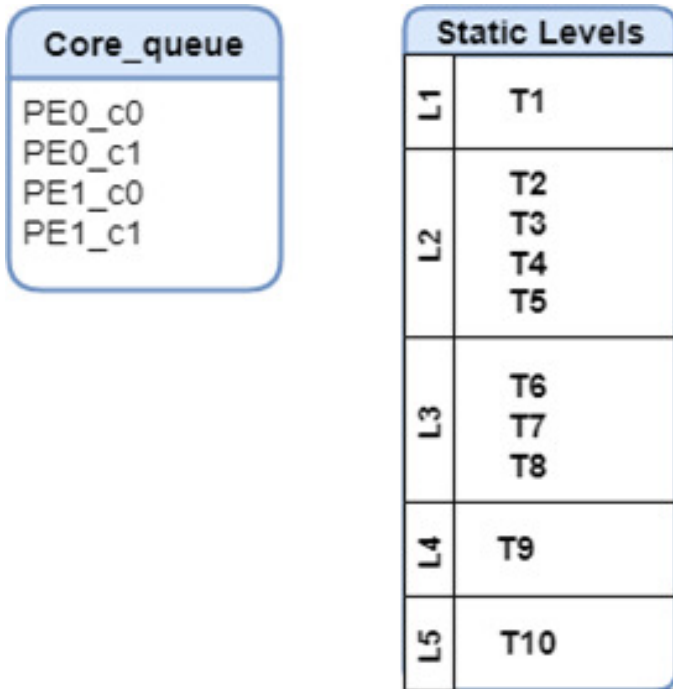 Core_queue
PE0_c0
PE0_c1
PE1_c0
PE1_c1
Static Levels
L1
T1
L2
T2
T3
T4
T5
L3
T6
T7
T8
L4
T9
L5
T10